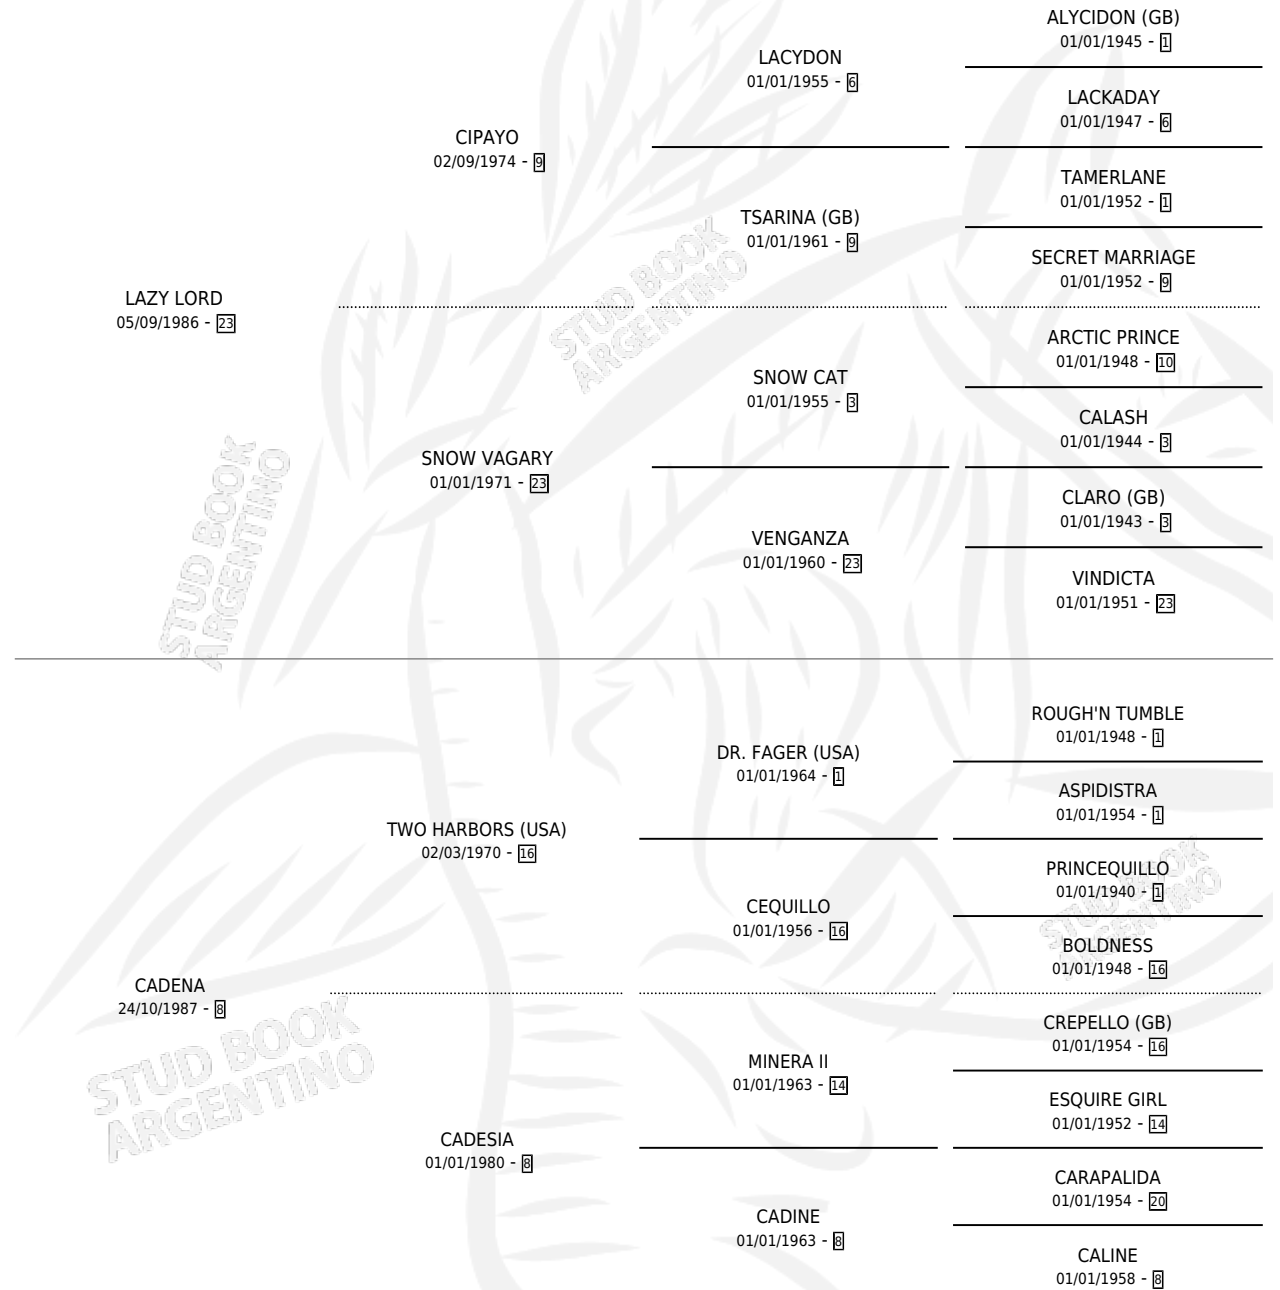 ALYCIDON (GB)
01/01/1945 - 1
LACYDON
01/01/1955 - 6
LACKADAY
01/01/1947 - 6
CIPAYO
02/09/1974 - 9
TAMERLANE
01/01/1952 - 1
TSARINA (GB)
01/01/1961 - 9
SECRET MARRIAGE
01/01/1952 - 9
LAZY LORD
05/09/1986 - 23
STUD BOOK
ARGENTINO
ARCTIC PRINCE
01/01/1948 - 10
SNOW CAT
01/01/1955 - 3
CALASH
01/01/1944 - 3
SNOW VAGARY
01/01/1971 - 23
CLARO (GB)
01/01/1943 - 3
VENGANZA
01/01/1960 - 23
VINDICTA
01/01/1951 - 23
STUD BOOK
ARGENTINO
ROUGH'N TUMBLE
01/01/1948 - 1
DR. FAGER (USA)
01/01/1964 - 1
ASPIDISTRA
01/01/1954 - 1
TWO HARBORS (USA)
02/03/1970 - 16
PRINCEQUILLO
01/01/1940 - 1
CEQUILLO
01/01/1956 - 16
STUD BOOK
ARGENTINO
BOLDNESS
01/01/1948 - 16
CADENA
24/10/1987 - 8
CREPELLO (GB)
01/01/1954 - 16
MINERA II
01/01/1963 - 14
STUD BOOK
ARGENTINO
ESQUIRE GIRL
01/01/1952 - 14
CADESIA
01/01/1980 - 8
CARAPALIDA
01/01/1954 - 20
CADINE
01/01/1963 - 8
CALINE
01/01/1958 - 8